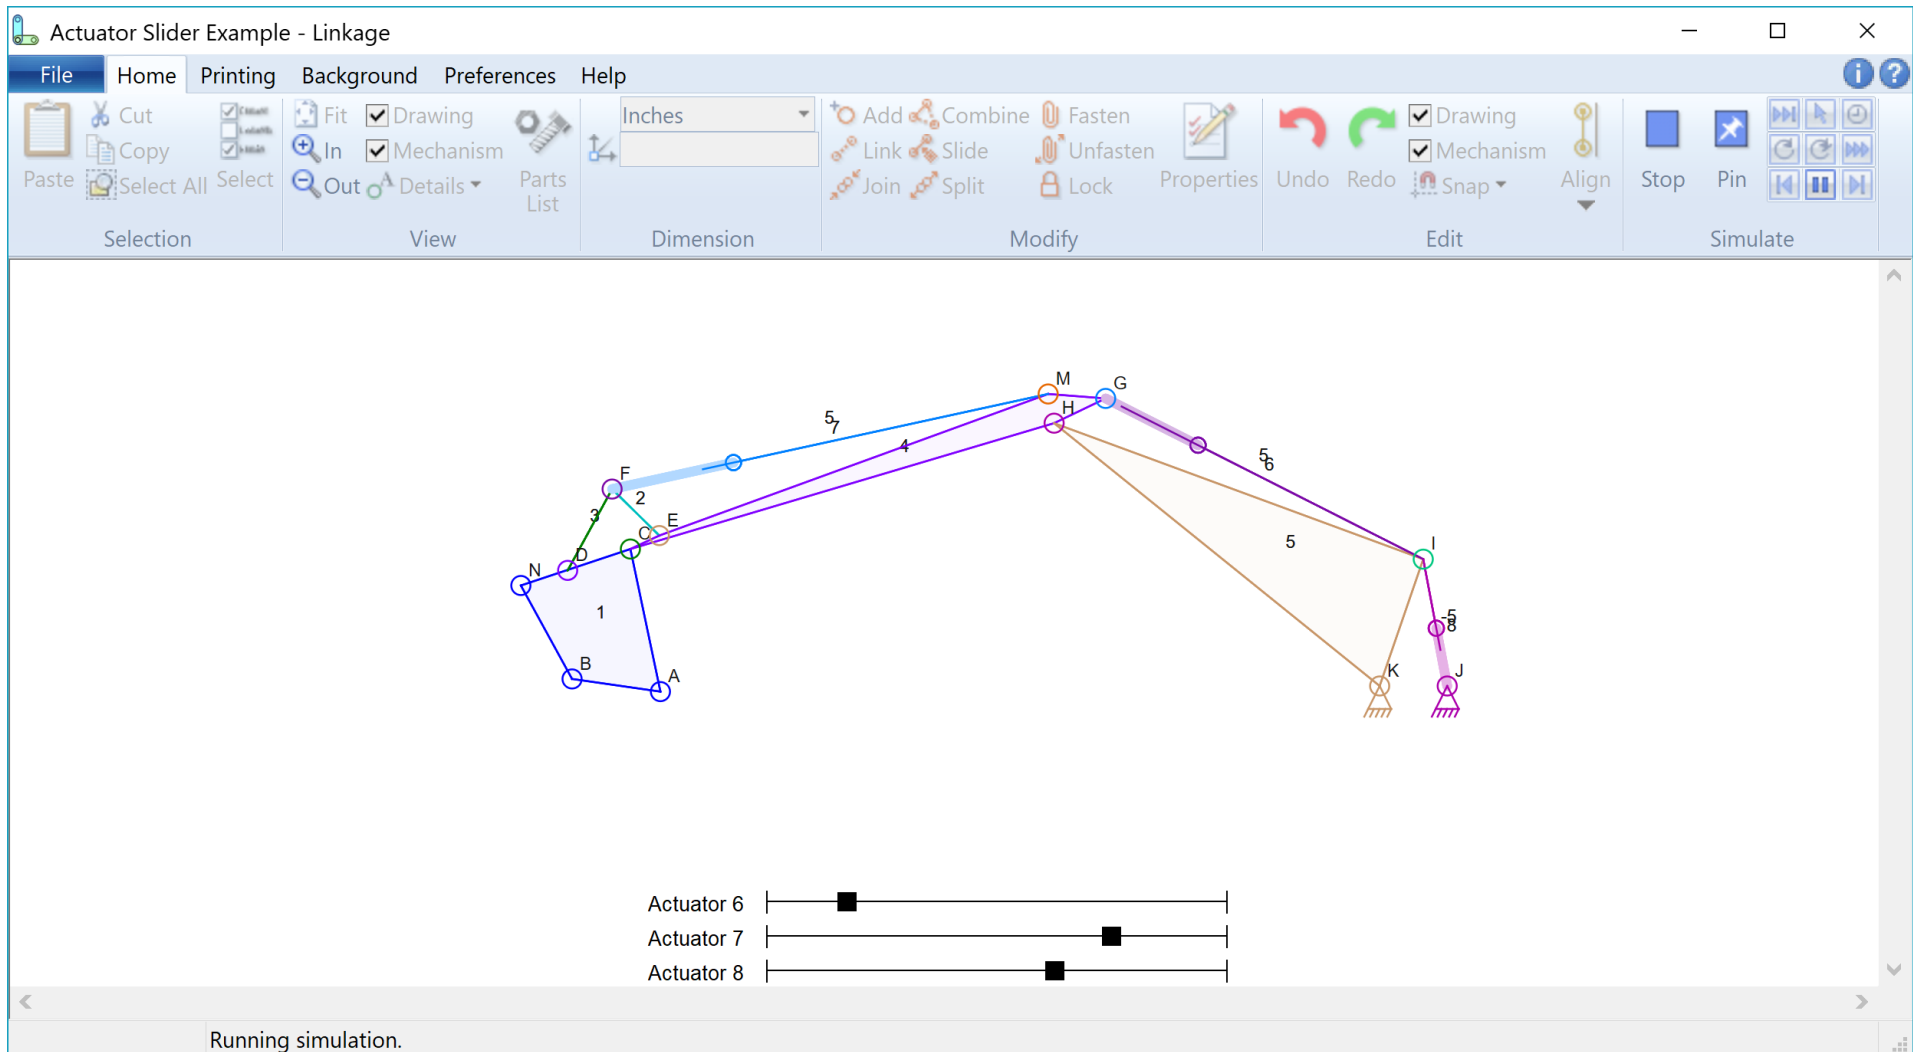 Actuator Slider Example - Linkage
File Home Printing Background Preferences Help
Paste
Cut
Copy
Select All
Select
Selection
Fit
In
Out
Drawing
Mechanism
Details
Parts List
View
Inches
Dimension
Add
Link
Join
Combine
Slide
Split
Fasten
Unfasten
Lock
Properties
Modify
Undo
Redo
Drawing
Mechanism
Snap
Align
Edit
Stop
Pin
Simulate
M
G
H
5
7
4
5
6
F
2
3
E
C
D
N
I
5
1
-5
8
B
A
K
J
Actuator 6
Actuator 7
Actuator 8
Running simulation.